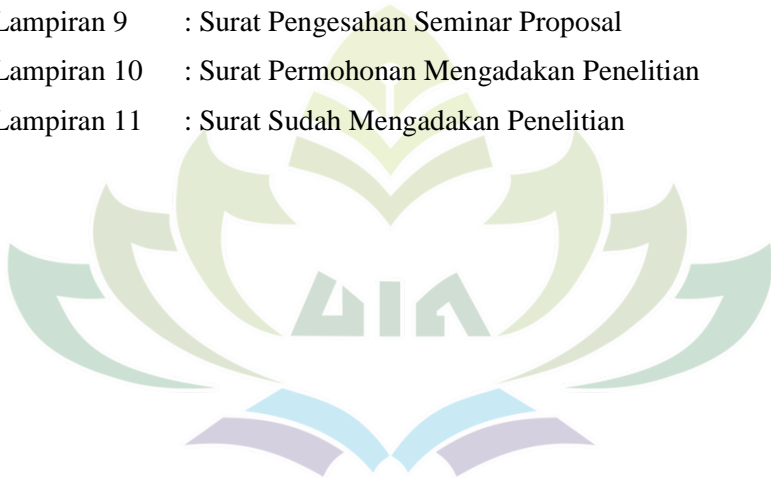 Lampiran 9 : Surat Pengesahan Seminar Proposal
Lampiran 10 : Surat Permohonan Mengadakan Penelitian
Lampiran 11 : Surat Sudah Mengadakan Penelitian